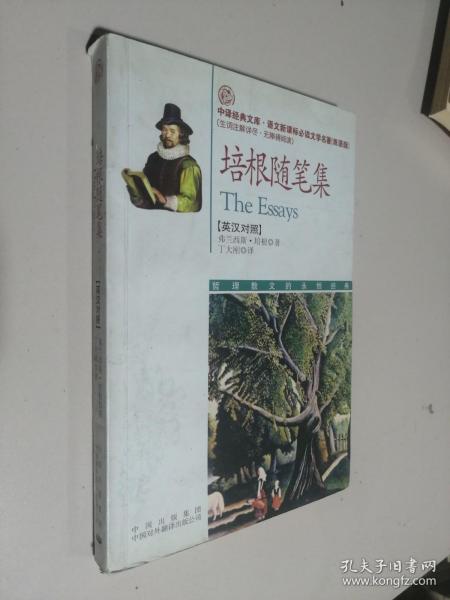 中译经典文库·语文新课标必读文学名著(双语版)
(生词注解详尽·无障碍阅读)
培根随笔集
The Essays
【英汉对照】
弗兰西斯·培根◎著
丁大刚◎译
哲理散文的永恒经典
中国出版集团
中国对外翻译出版公司
培根随笔集
【英汉对照】
孔夫子旧书网
www.kongfz.com